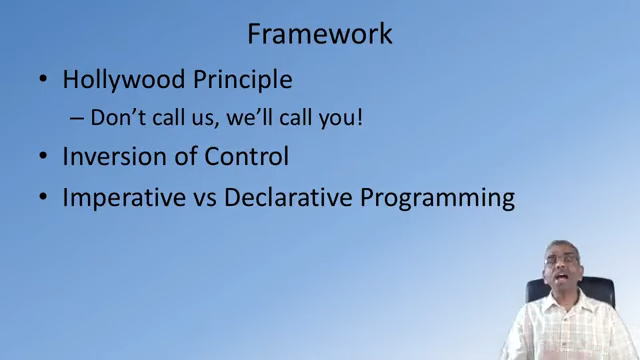 Framework
• Hollywood Principle
– Don't call us, we'll call you!
• Inversion of Control
• Imperative vs Declarative Programming